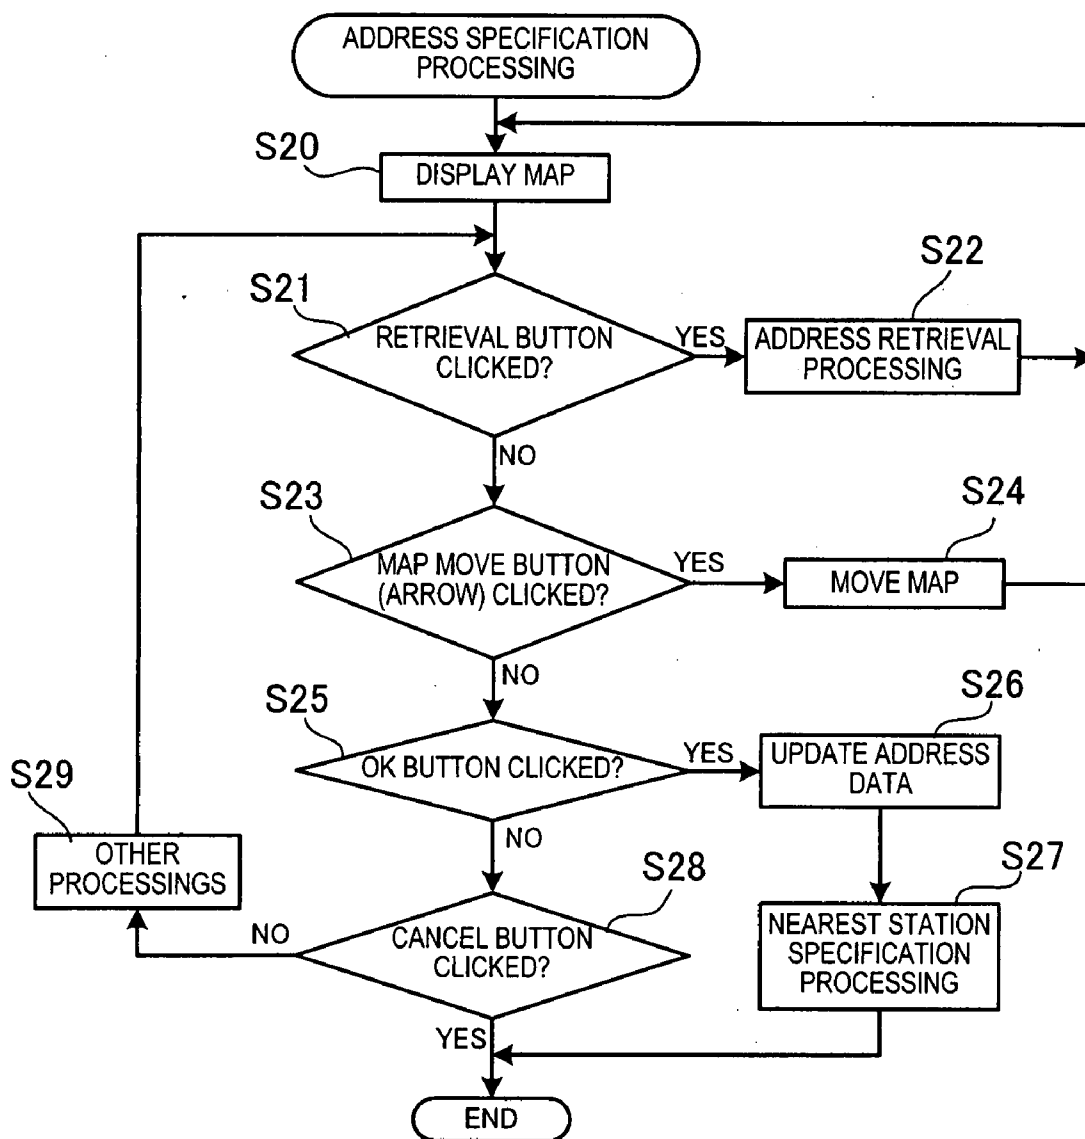 ADDRESS SPECIFICATION
PROCESSING
S20
DISPLAY MAP
S21
RETRIEVAL BUTTON
CLICKED?
YES
S22
ADDRESS RETRIEVAL
PROCESSING
NO
S23
MAP MOVE BUTTON
(ARROW) CLICKED?
YES
S24
MOVE MAP
NO
S25
OK BUTTON CLICKED?
YES
S26
UPDATE ADDRESS
DATA
NO
S29
OTHER
PROCESSINGS
S28
CANCEL BUTTON
CLICKED?
NO
S27
NEAREST STATION
SPECIFICATION
PROCESSING
YES
END